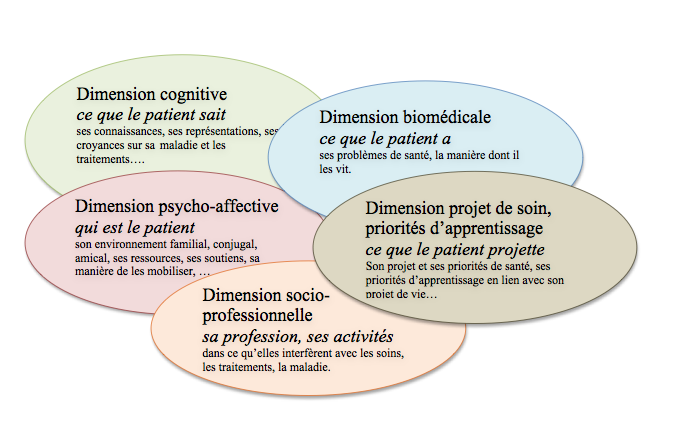 Dimension cognitive
ce que le patient sait
ses connaissances, ses représentations, ses
croyances sur sa maladie et les
traitements….
Dimension biomédicale
ce que le patient a
ses problèmes de santé, la manière dont il
les vit.
Dimension psycho-affective
qui est le patient
son environnement familial, conjugal,
amical, ses ressources, ses soutiens, sa
manière de les mobiliser, …
Dimension projet de soin,
priorités d’apprentissage
ce que le patient projette
Son projet et ses priorités de santé, ses
priorités d’apprentissage en lien avec son
projet de vie…
Dimension socio-
professionnelle
sa profession, ses activités
dans ce qu’elles interfèrent avec les soins,
les traitements, la maladie.